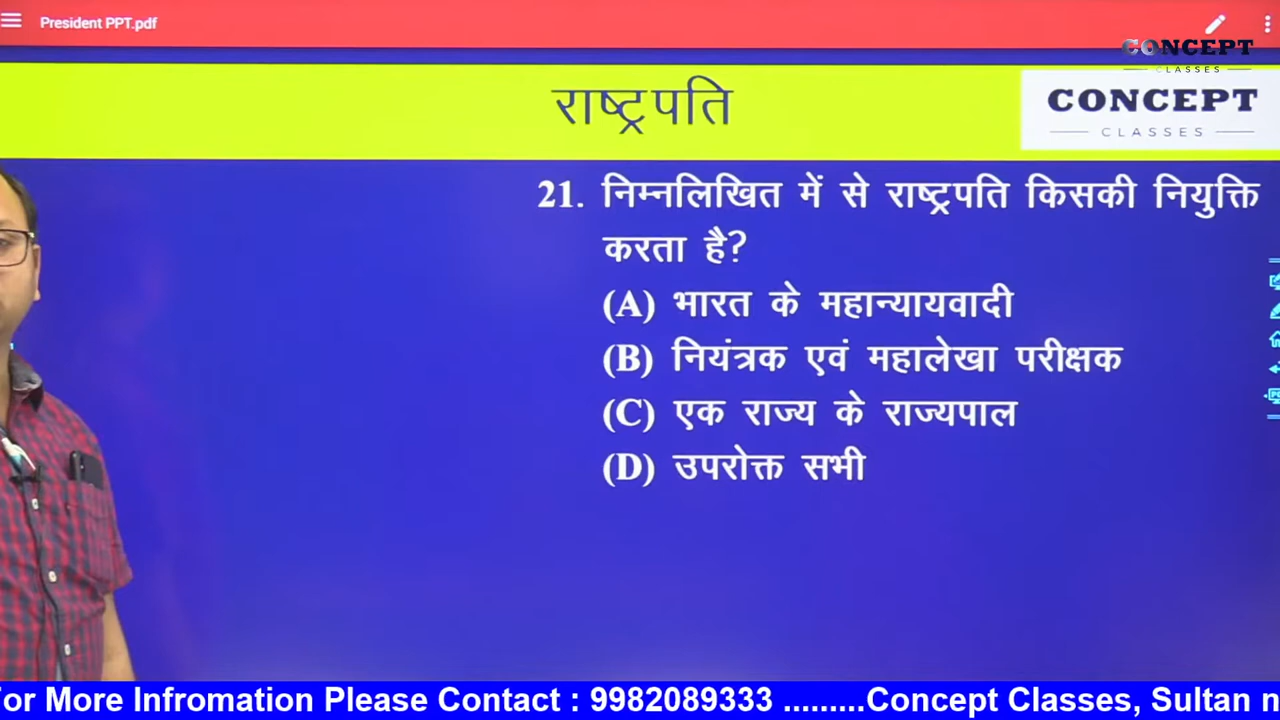 President PPT.pdf
CONCEPT
CLASSES
राष्ट्रपति
CONCEPT
CLASSES
21. निम्नलिखित में से राष्ट्रपति किसकी नियुक्ति
करता है?
(A) भारत के महान्यायवादी
(B) नियंत्रक एवं महालेखा परीक्षक
(C) एक राज्य के राज्यपाल
(D) उपरोक्त सभी
For More Infromation Please Contact : 9982089333 .........Concept Classes, Sultan n